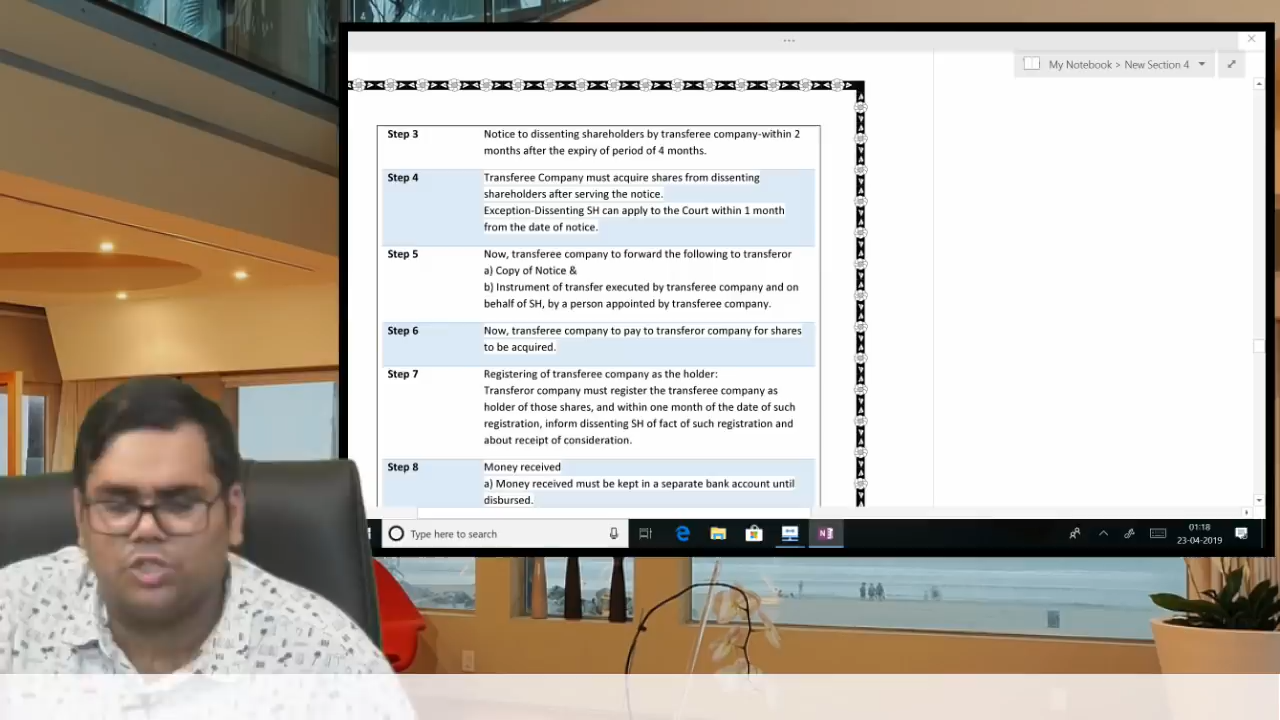 My Notebook > New Section 4
Step 3
Notice to dissenting shareholders by transferee company-within 2
months after the expiry of period of 4 months.
Step 4
Transferee Company must acquire shares from dissenting
shareholders after serving the notice.
Exception-Dissenting SH can apply to the Court within 1 month
from the date of notice.
Step 5
Now, transferee company to forward the following to transferor
a) Copy of Notice &
b) Instrument of transfer executed by transferee company and on
behalf of SH, by a person appointed by transferee company.
Step 6
Now, transferee company to pay to transferor company for shares
to be acquired.
Step 7
Registering of transferee company as the holder:
Transferor company must register the transferee company as
holder of those shares, and within one month of the date of such
registration, inform dissenting SH of fact of such registration and
about receipt of consideration.
Step 8
Money received
a) Money received must be kept in a separate bank account until
disbursed.
Type here to search
01:18
23-04-2019